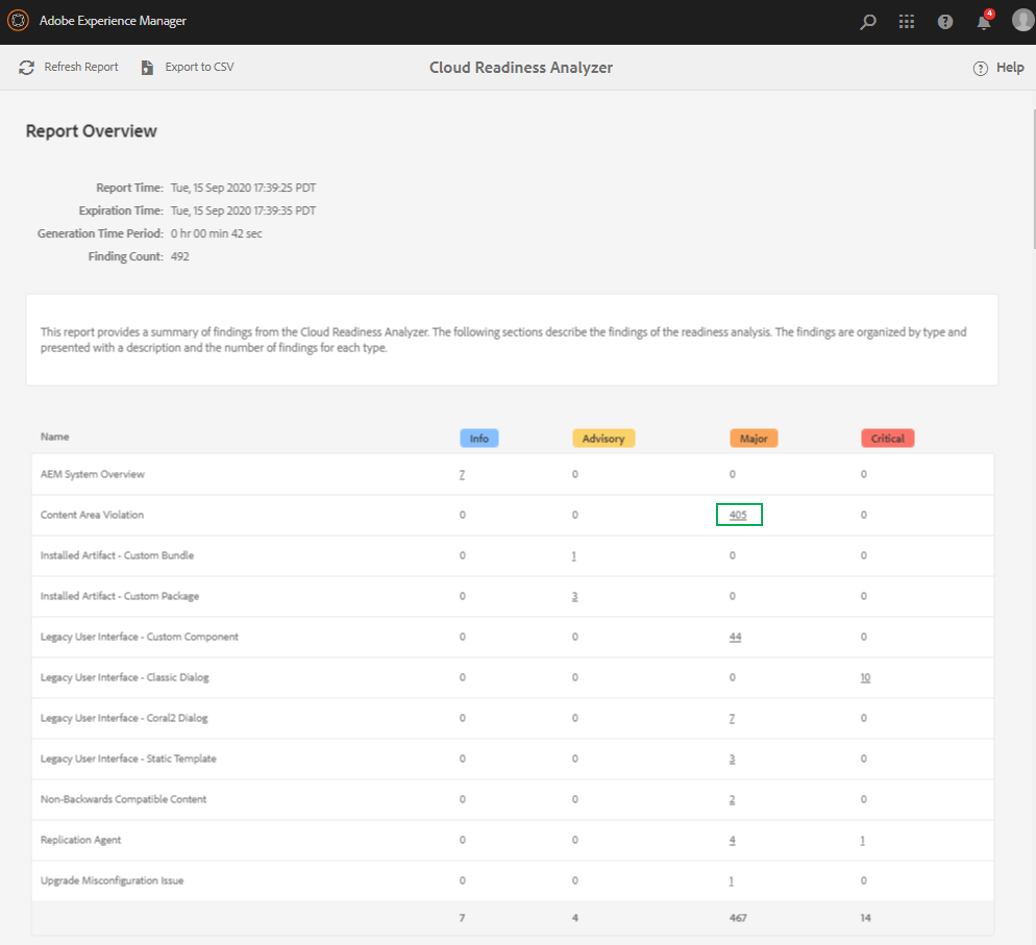 Adobe Experience Manager
4
Refresh Report
Export to CSV
Cloud Readiness Analyzer
Help
Report Overview
Report Time: Tue, 15 Sep 2020 17:39:25 PDT
Expiration Time: Tue, 15 Sep 2020 17:39:35 PDT
Generation Time Period: 0 hr 00 min 42 sec
Finding Count: 492
This report provides a summary of findings from the Cloud Readiness Analyzer. The following sections describe the findings of the readiness analysis. The findings are organized by type and
presented with a description and the number of findings for each type.
Name Info Advisory Major Critical
AEM System Overview 7 0 0 0
Content Area Violation 0 0 405 0
Installed Artifact - Custom Bundle 0 1 0 0
Installed Artifact - Custom Package 0 3 0 0
Legacy User Interface - Custom Component 0 0 44 0
Legacy User Interface - Classic Dialog 0 0 0 10
Legacy User Interface - Coral2 Dialog 0 0 7 0
Legacy User Interface - Static Template 0 0 3 0
Non-Backwards Compatible Content 0 0 2 0
Replication Agent 0 0 4 1
Upgrade Misconfiguration Issue 0 0 1 0
7 4 467 14